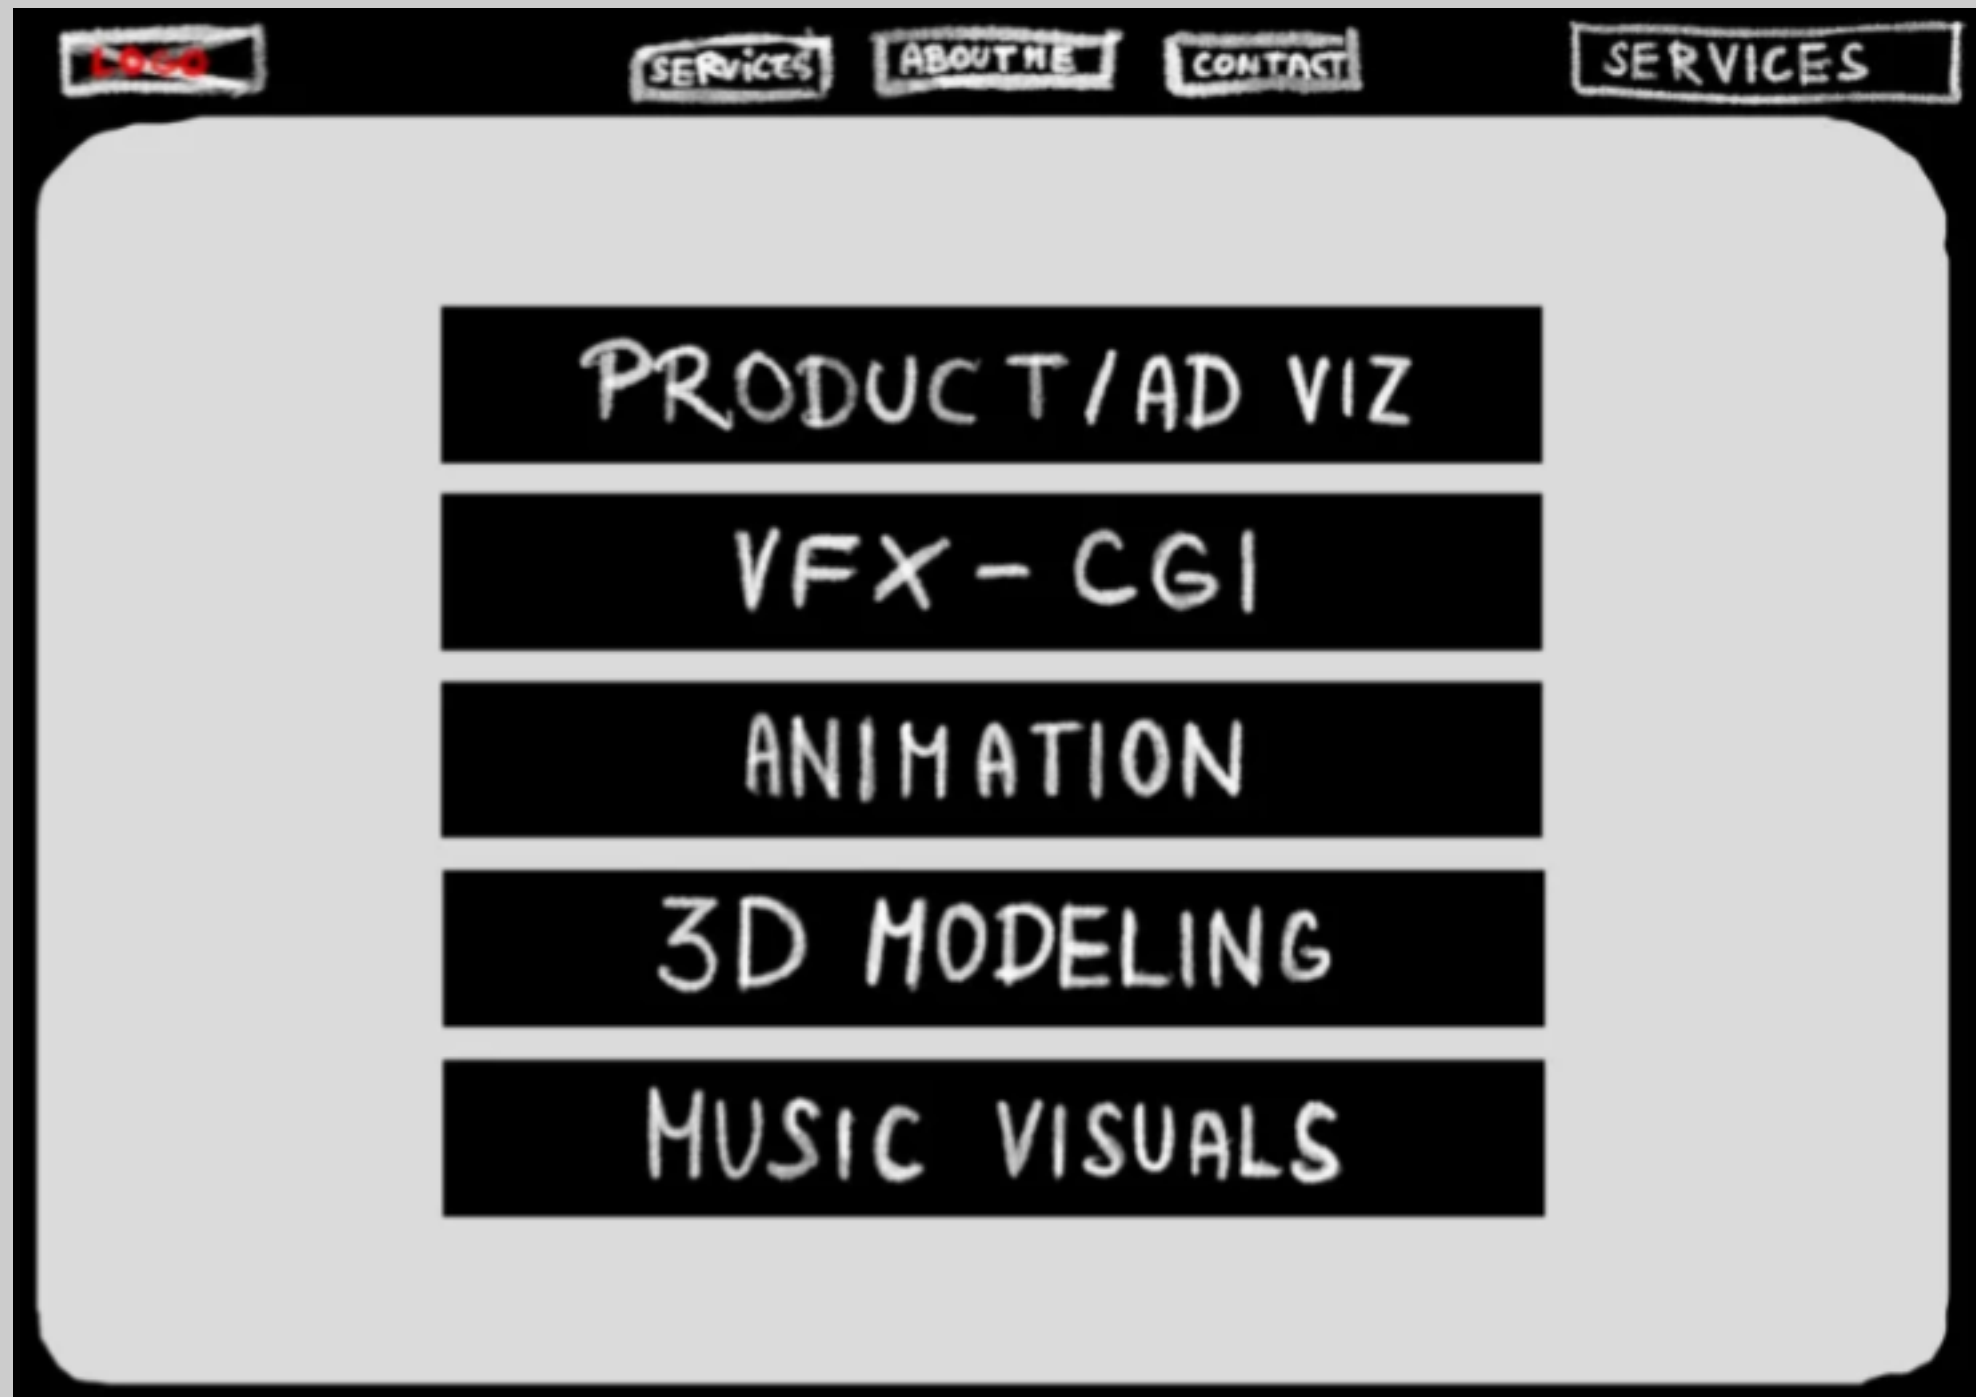 LOGO SERVICES ABOUT ME CONTACT SERVICES
PRODUCT/AD VIZ
VFX - CGI
ANIMATION
3D MODELING
MUSIC VISUALS